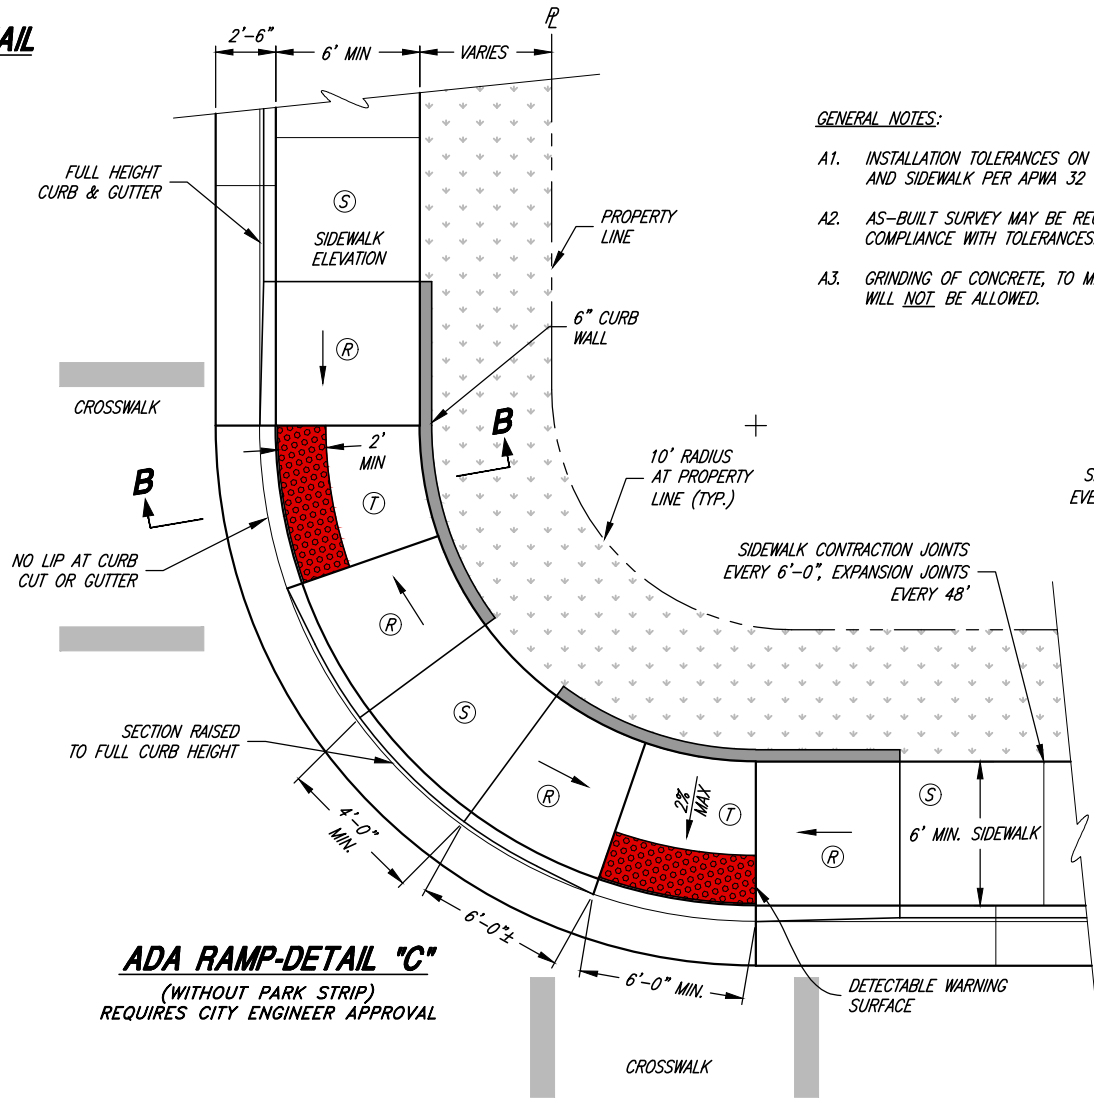 AIL
2'-6"
6' MIN
VARIES
PL
GENERAL NOTES:
A1. INSTALLATION TOLERANCES ON
AND SIDEWALK PER APWA 32
A2. AS-BUILT SURVEY MAY BE RE
COMPLIANCE WITH TOLERANCES.
A3. GRINDING OF CONCRETE, TO M
WILL NOT BE ALLOWED.
FULL HEIGHT
CURB & GUTTER
S
SIDEWALK
ELEVATION
PROPERTY
LINE
6" CURB
WALL
R
CROSSWALK
B
B
2'
MIN
T
10' RADIUS
AT PROPERTY
LINE (TYP.)
S
EVE
NO LIP AT CURB
CUT OR GUTTER
SIDEWALK CONTRACTION JOINTS
EVERY 6'-0", EXPANSION JOINTS
EVERY 48'
R
S
SECTION RAISED
TO FULL CURB HEIGHT
R
2%
MAX
T
S
6' MIN. SIDEWALK
R
4'-0"
MIN.
6'-0"±
6'-0" MIN.
DETECTABLE WARNING
SURFACE
ADA RAMP-DETAIL "C"
(WITHOUT PARK STRIP)
REQUIRES CITY ENGINEER APPROVAL
CROSSWALK